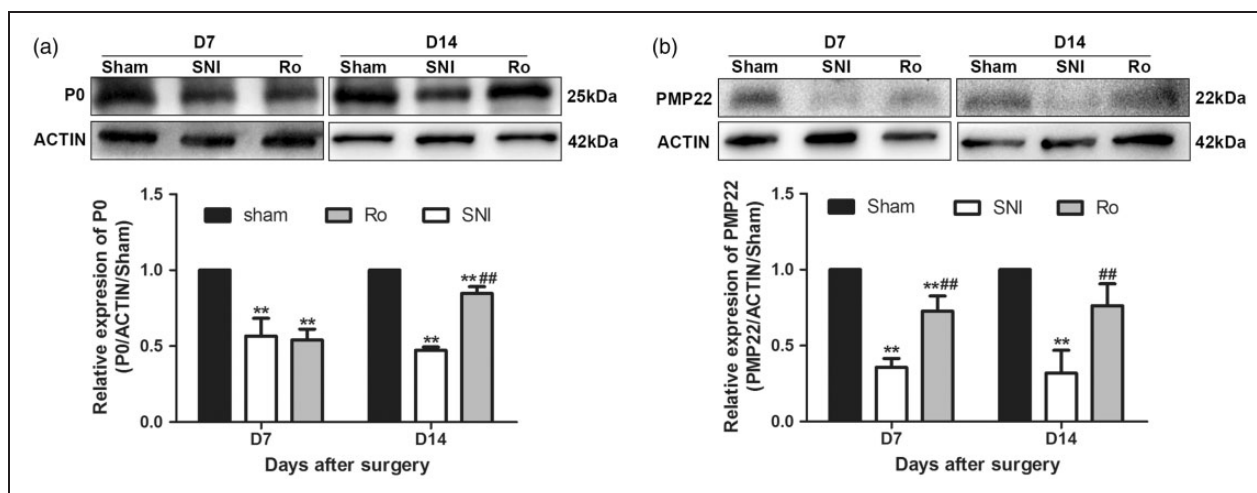 (a)
D7
D14
Sham
SNI
Ro
Sham
SNI
Ro
P0
25kDa
ACTIN
42kDa
Relative expression of P0
(P0/ACTIN/Sham)
1.5
1.0
0.5
0.0
sham
Ro
SNI
**
**
**
**##
D7
D14
Days after surgery
(b)
D7
D14
Sham
SNI
Ro
Sham
SNI
Ro
PMP22
22kDa
ACTIN
42kDa
Relative expresion of PMP22
(PMP22/ACTIN/Sham)
1.5
1.0
0.5
0.0
Sham
SNI
Ro
**
**##
**
##
D7
D14
Days after surgery